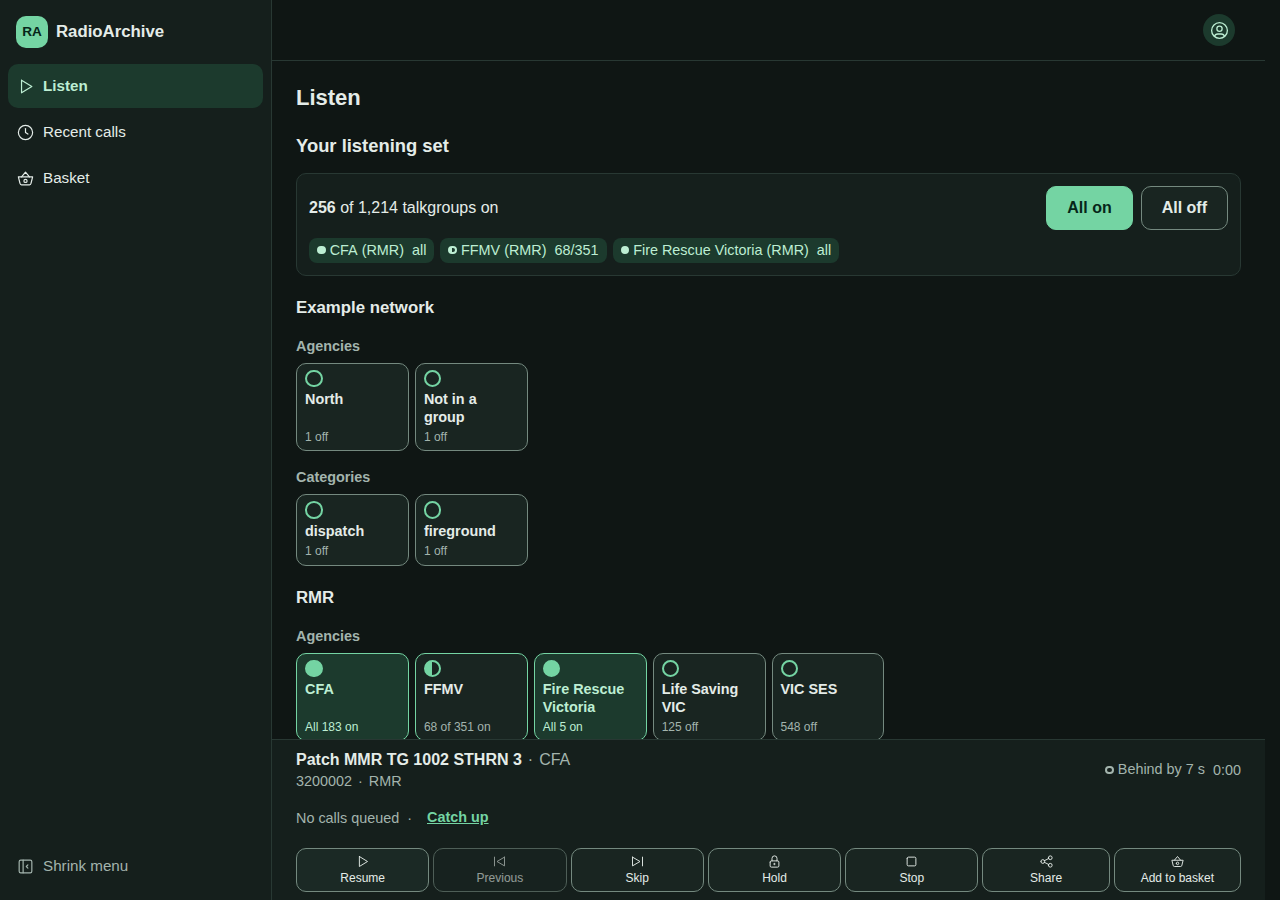 RA RadioArchive
Listen
Recent calls
Basket
Shrink menu
Listen
Your listening set
256 of 1,214 talkgroups on
All on
All off
CFA (RMR) all
FFMV (RMR) 68/351
Fire Rescue Victoria (RMR) all
Example network
Agencies
North
1 off
Not in a
group
1 off
Categories
dispatch
1 off
fireground
1 off
RMR
Agencies
CFA
All 183 on
FFMV
68 of 351 on
Fire Rescue
Victoria
All 5 on
Life Saving
VIC
125 off
VIC SES
548 off
Patch MMR TG 1002 STHRN 3 · CFA
3200002 · RMR
Behind by 7 s 0:00
No calls queued · Catch up
Resume
Previous
Skip
Hold
Stop
Share
Add to basket